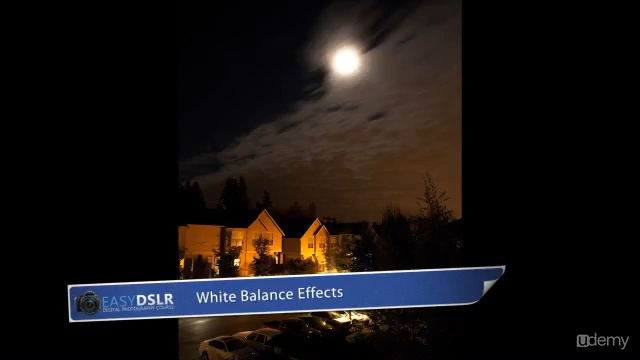 EASYDSLR
DIGITAL PHOTOGRAPHY COURSE
White Balance Effects
udemy